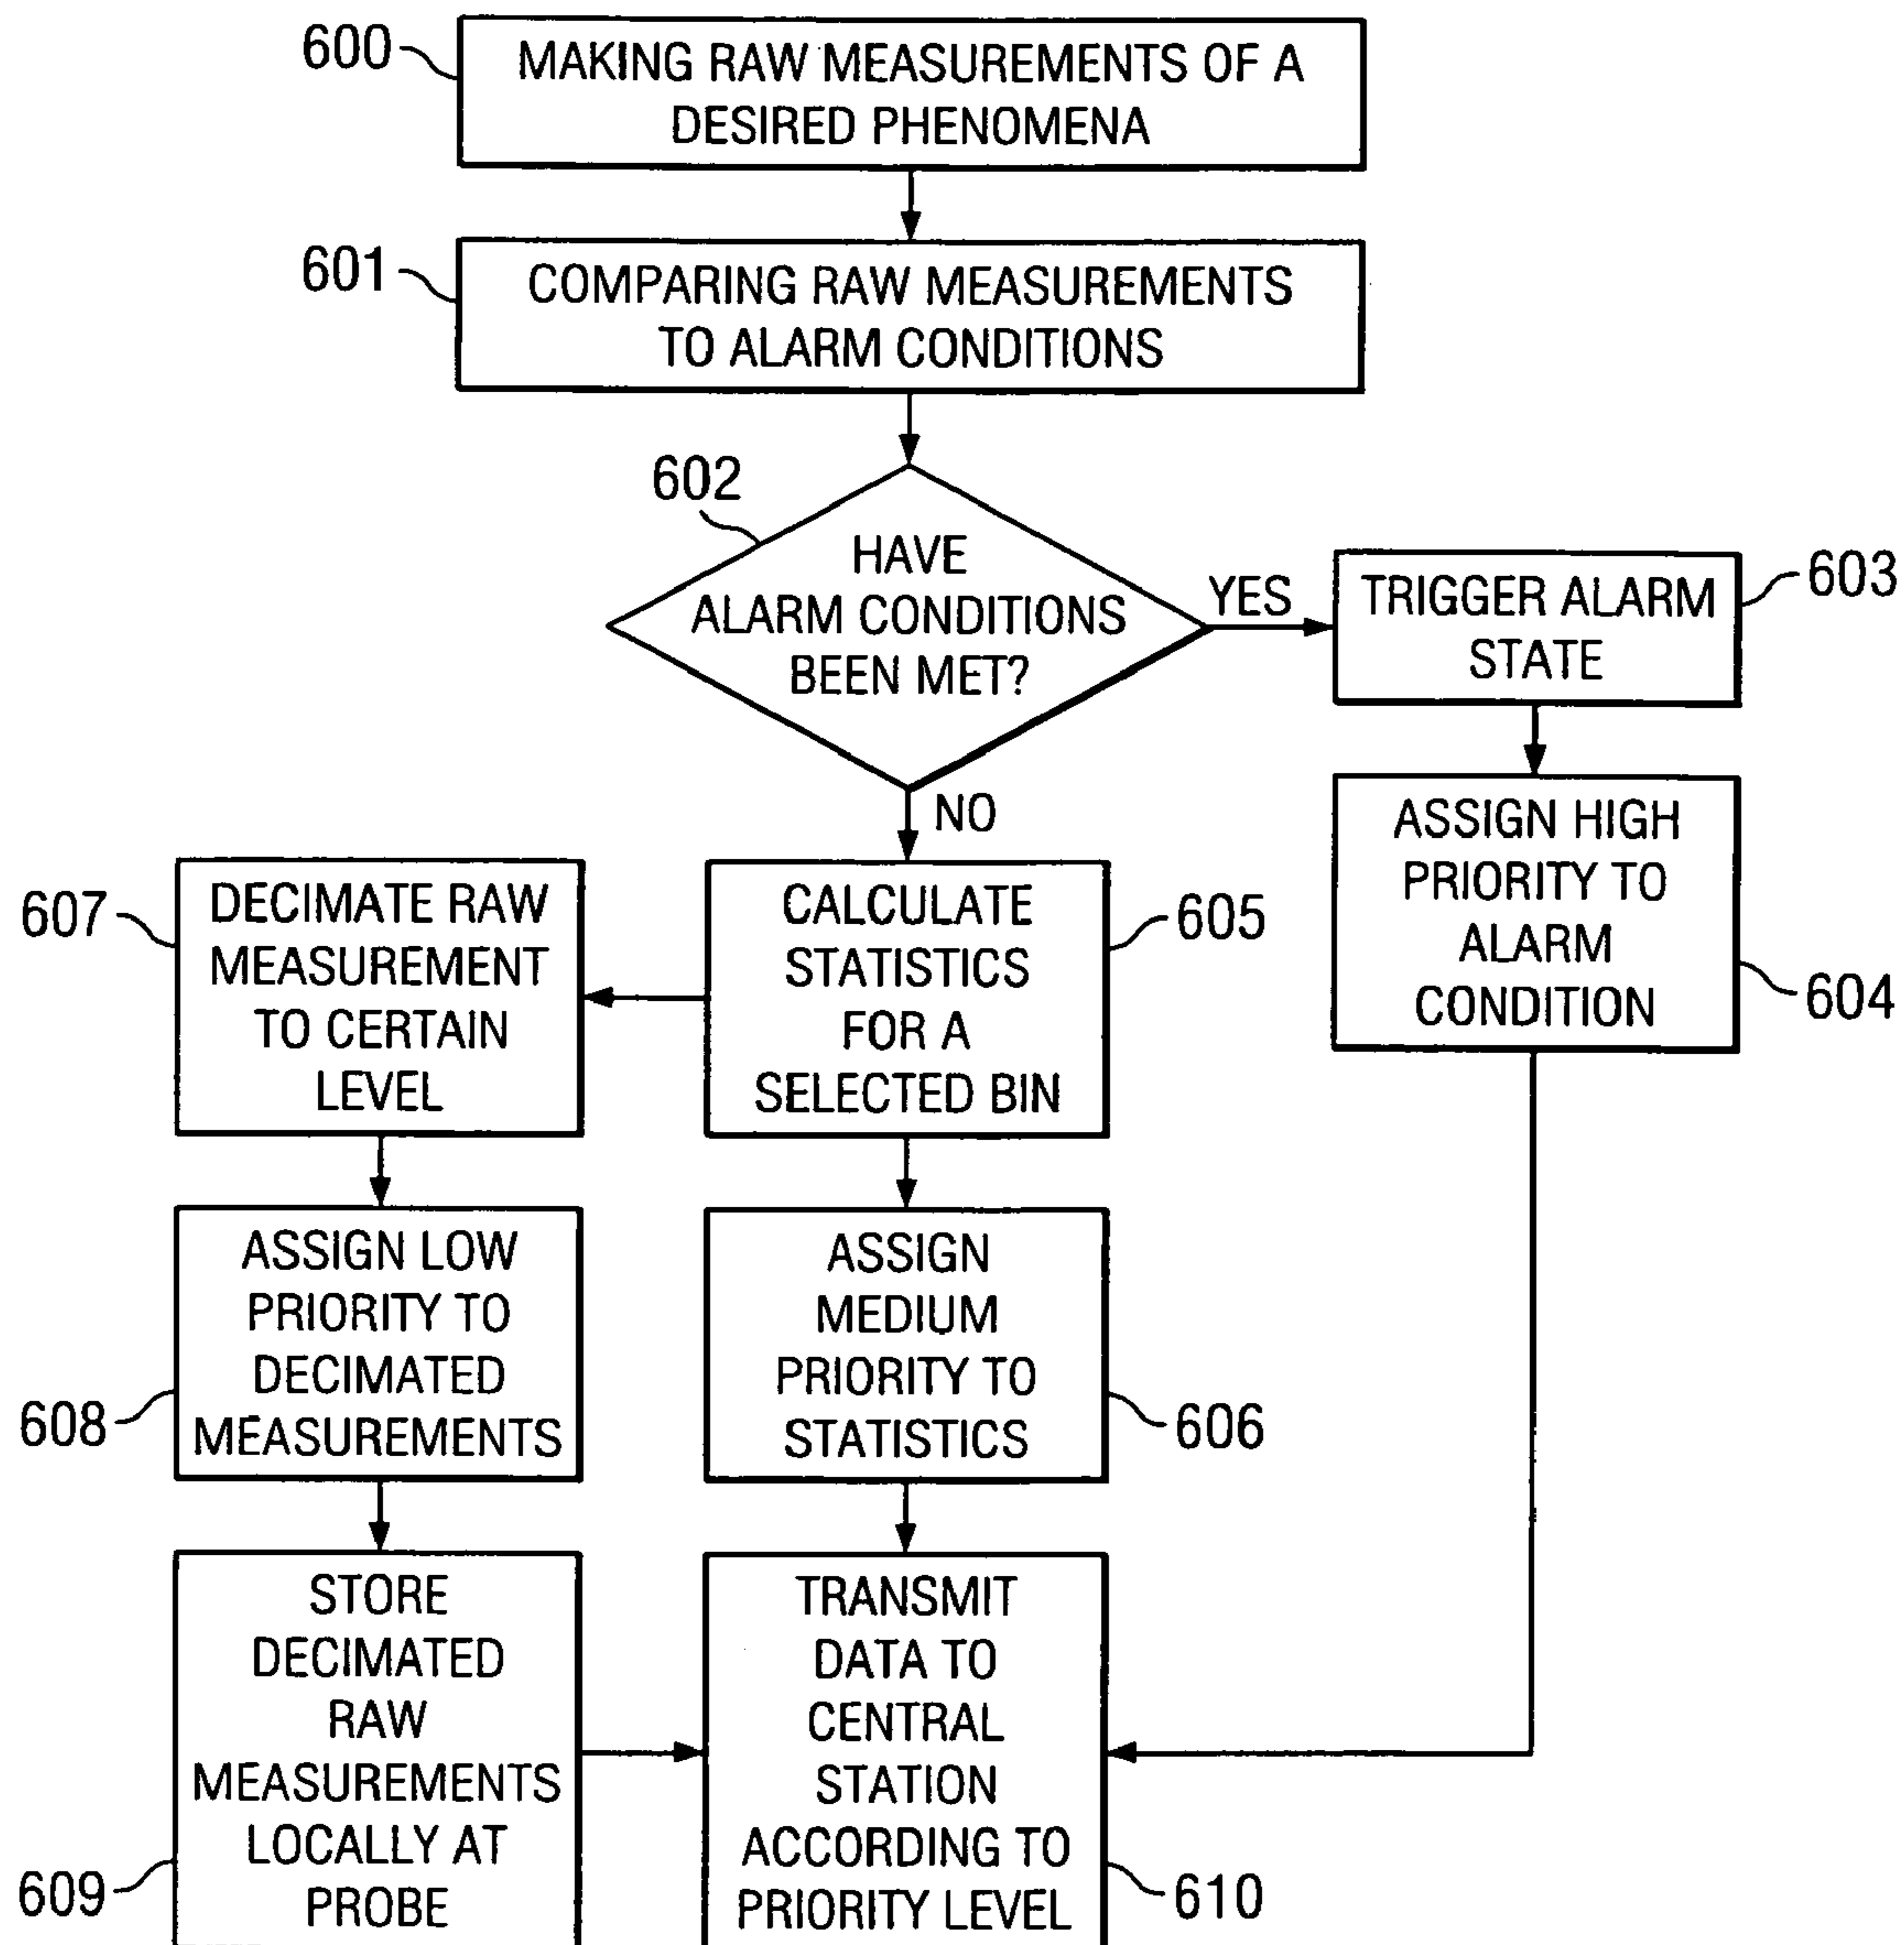 600
MAKING RAW MEASUREMENTS OF A
DESIRED PHENOMENA
601
COMPARING RAW MEASUREMENTS
TO ALARM CONDITIONS
602
HAVE
ALARM CONDITIONS
BEEN MET?
YES
TRIGGER ALARM
STATE
603
NO
ASSIGN HIGH
PRIORITY TO
ALARM
CONDITION
604
607
DECIMATE RAW
MEASUREMENT
TO CERTAIN
LEVEL
CALCULATE
STATISTICS
FOR A
SELECTED BIN
605
608
ASSIGN LOW
PRIORITY TO
DECIMATED
MEASUREMENTS
ASSIGN
MEDIUM
PRIORITY TO
STATISTICS
606
609
STORE
DECIMATED
RAW
MEASUREMENTS
LOCALLY AT
PROBE
TRANSMIT
DATA TO
CENTRAL
STATION
ACCORDING TO
PRIORITY LEVEL
610